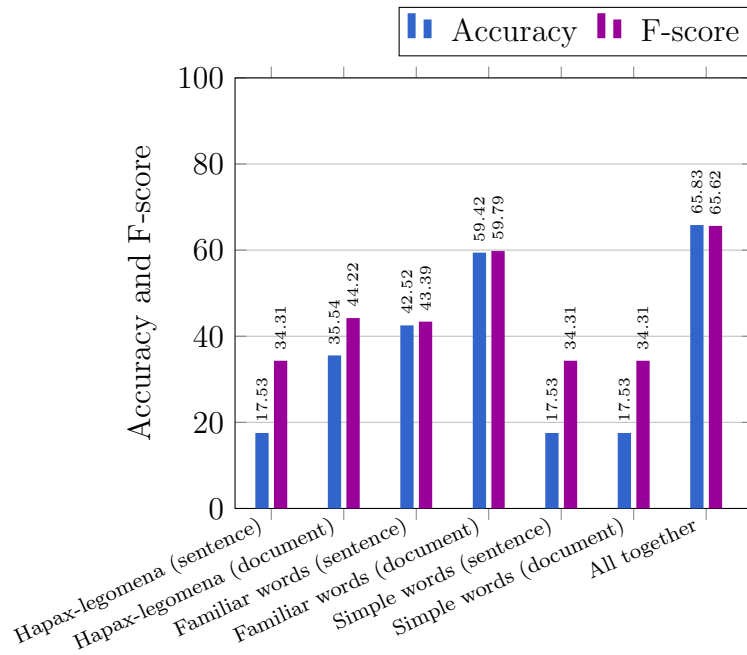 Accuracy F-score
Accuracy and F-score
100
80
60
40
20
0
17.53
34.31
35.54
44.22
42.52
43.39
59.42
59.79
17.53
34.31
17.53
34.31
65.83
65.62
Hapax-legomena (sentence)
Hapax-legomena (document)
Familiar words (sentence)
Familiar words (document)
Simple words (sentence)
Simple words (document)
All together